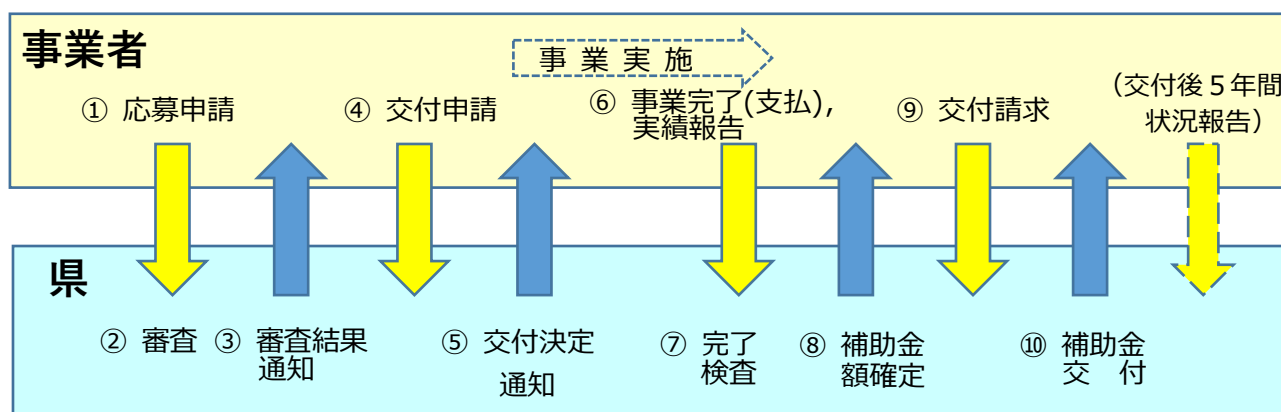 事業者
事 業 実 施
① 応募申請
④ 交付申請
⑥ 事業完了(支払),
実績報告
⑨ 交付請求
(交付後5年間
状況報告)
県
② 審査
③ 審査結果
通知
⑤ 交付決定
通知
⑦ 完了
検査
⑧ 補助金
額確定
⑩ 補助金
交 付